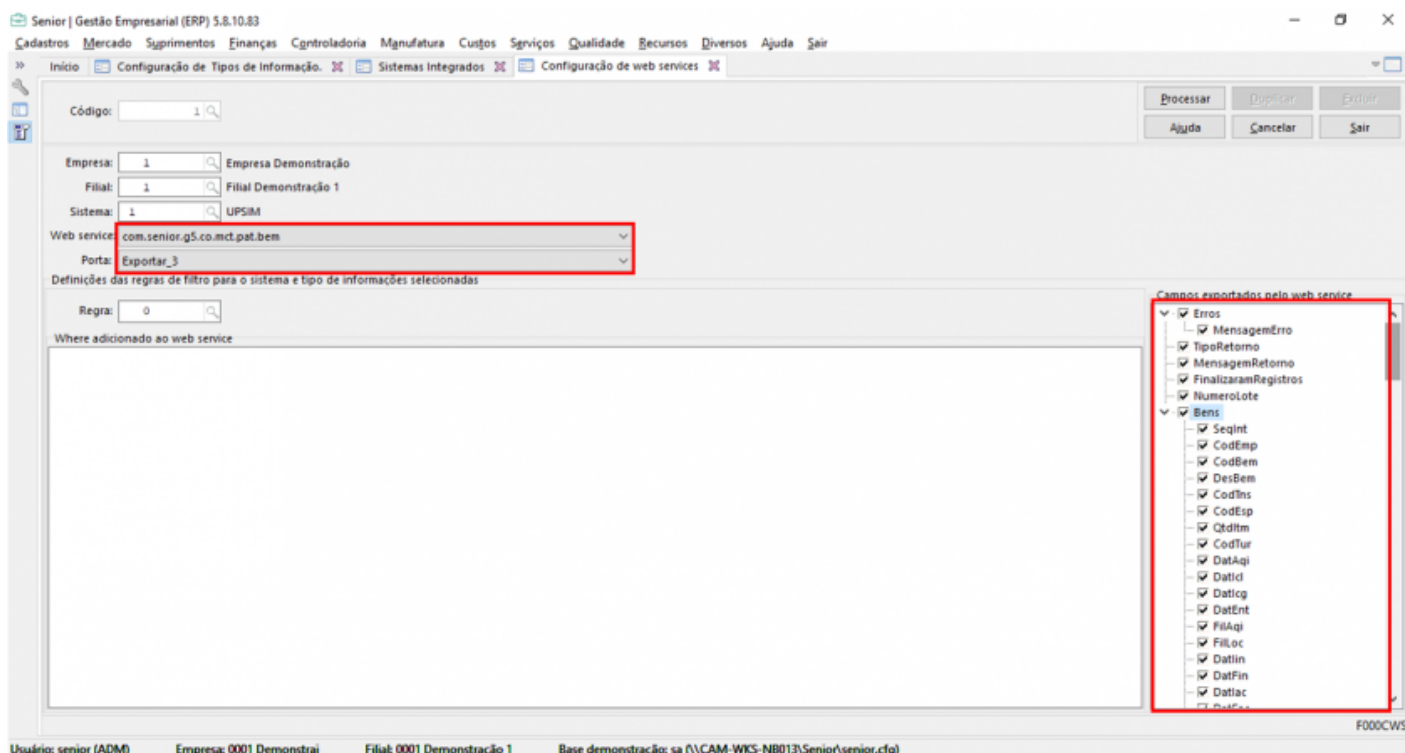 Senior | Gestão Empresarial (ERP) 5.8.10.83
Cadastros Mercado Suprimentos Finanças Controladoria Manufatura Custos Serviços Qualidade Recursos Diversos Ajuda Sair
Início Configuração de Tipos de Informação. Sistemas Integrados Configuração de web services
Código: 1
Processar Duplicar Excluir
Ajuda Cancelar Sair
Empresa: 1 Empresa Demonstração
Filial: 1 Filial Demonstração 1
Sistema: 1 UPSIM
Web service: com.senior.g5.co.mct.pat.bem
Porta: Exportar_3
Definições das regras de filtro para o sistema e tipo de informações selecionadas
Regra: 0
Where adicionado ao web service
Campos exportados pelo web service
Erros
MensagemErro
TipoRetorno
MensagemRetorno
FinalizaramRegistros
NumeroLote
Bens
SeqInt
CodEmp
CodBem
DesBem
CodTns
CodEsp
QtdItm
CodTur
DatAqi
DatIcl
DatIcg
DatEnt
FilAqi
FilLoc
DatIin
DatFin
DatIac
F000CWS
Usuário: senior (ADM) Empresa: 0001 Demonstrai Filial: 0001 Demonstração 1 Base demonstração: sa (\\CAM-WKS-NB013\Senior\senior.cfg)